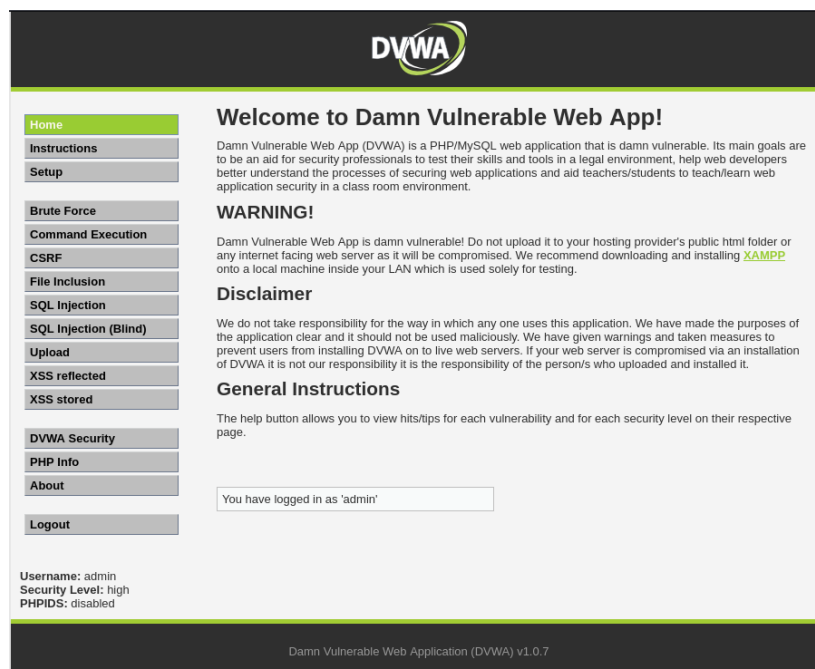 DVWA
Home
Instructions
Setup
Brute Force
Command Execution
CSRF
File Inclusion
SQL Injection
SQL Injection (Blind)
Upload
XSS reflected
XSS stored
DVWA Security
PHP Info
About
Logout
Username: admin
Security Level: high
PHPIDS: disabled
Welcome to Damn Vulnerable Web App!
Damn Vulnerable Web App (DVWA) is a PHP/MySQL web application that is damn vulnerable. Its main goals are
to be an aid for security professionals to test their skills and tools in a legal environment, help web developers
better understand the processes of securing web applications and aid teachers/students to teach/learn web
application security in a class room environment.
WARNING!
Damn Vulnerable Web App is damn vulnerable! Do not upload it to your hosting provider's public html folder or
any internet facing web server as it will be compromised. We recommend downloading and installing XAMPP
onto a local machine inside your LAN which is used solely for testing.
Disclaimer
We do not take responsibility for the way in which any one uses this application. We have made the purposes of
the application clear and it should not be used maliciously. We have given warnings and taken measures to
prevent users from installing DVWA on to live web servers. If your web server is compromised via an installation
of DVWA it is not our responsibility it is the responsibility of the person/s who uploaded and installed it.
General Instructions
The help button allows you to view hits/tips for each vulnerability and for each security level on their respective
page.
You have logged in as 'admin'
Damn Vulnerable Web Application (DVWA) v1.0.7